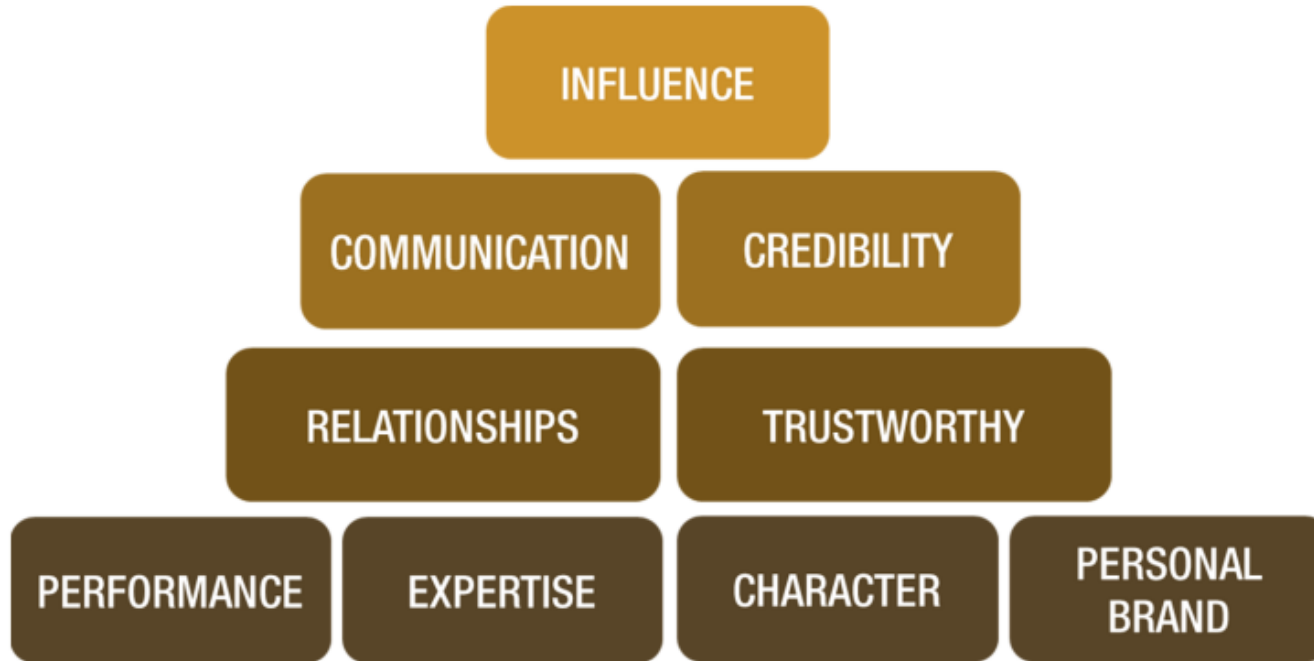 INFLUENCE
COMMUNICATION
CREDIBILITY
RELATIONSHIPS
TRUSTWORTHY
PERFORMANCE
EXPERTISE
CHARACTER
PERSONAL
BRAND